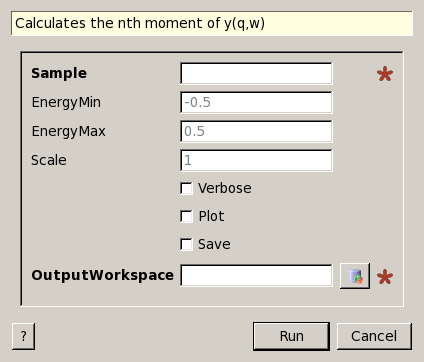 Calculates the nth moment of y(q,w)
Sample *
EnergyMin -0.5
EnergyMax 0.5
Scale 1
Verbose
Plot
Save
OutputWorkspace *
? Run Cancel